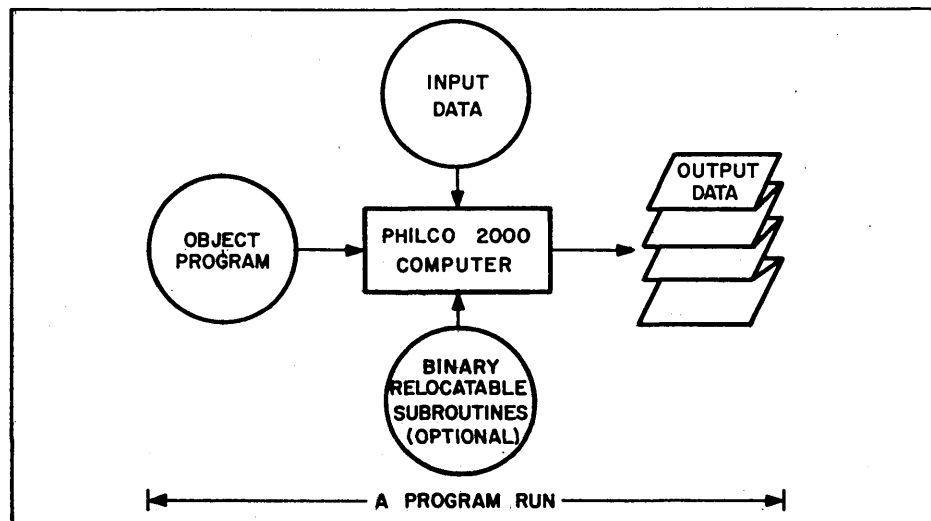 INPUT
DATA
OUTPUT
DATA
OBJECT
PROGRAM
PHILCO 2000
COMPUTER
BINARY
RELOCATABLE
SUBROUTINES
(OPTIONAL)
A PROGRAM RUN